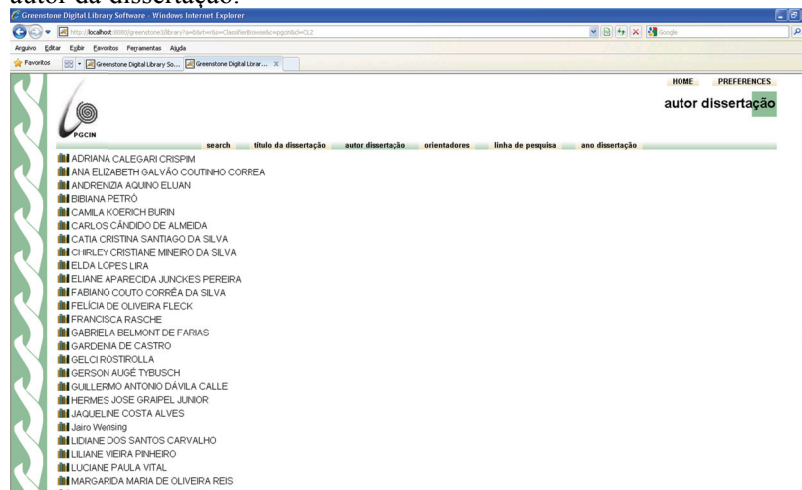 autor da dissertação.
Greenstone Digital Library Software - Windows Internet Explorer
Google
Arquivo Editar Exibir Favoritos Ferramentas Ajuda
Favoritos Greenstone Digital Library So... Greenstone Digital Librar... X
HOME PREFERENCES
autor dissertação
PGCIN
search título da dissertação autor dissertação orientadores linha de pesquisa ano dissertação
ADRIANA CALEGARI CRISPIM
ANA ELIZABETH GALVÃO COUTINHO CORREA
ANDRENIZIA AQUINO ELUAN
BIBIANA PETRÓ
CAMILA KOERICH BURIN
CARLOS CÂNDIDO DE ALMEIDA
CATIA CRISTINA SANTIAGO DA SILVA
CHIRLEY CRISTIANE MINEIRO DA SILVA
ELDA LOPES LIRA
ELIANE APARECIDA JUNCKES PEREIRA
FABIANO COUTO CORRÊA DA SILVA
FELÍCIA DE OLIVEIRA FLECK
FRANCISCA RASCHE
GABRIELA BELMONT DE FARIAS
GARDENIA DE CASTRO
GELCI ROSTIROLLA
GERSON AUGÉ TYBUSCH
GUILLERMO ANTONIO DÁVILA CALLE
HERMES JOSE GRAIPEL JUNIOR
JAQUELINE COSTA ALVES
Jairo Wensing
LIDIANE DOS SANTOS CARVALHO
LILIANE VIEIRA PINHEIRO
LUCIANE PAULA VITAL
MARGARIDA MARIA DE OLIVEIRA REIS